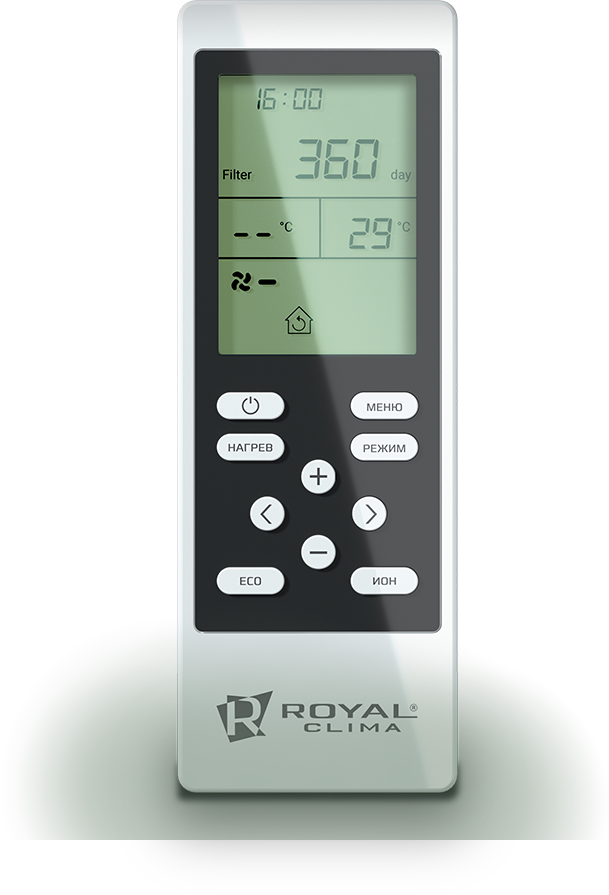 16:00
Filter 360 day
-- °C 29 °C
МЕНЮ
НАГРЕВ РЕЖИМ
+
< >
−
ECO ИОН
R ROYAL®
CLIMA